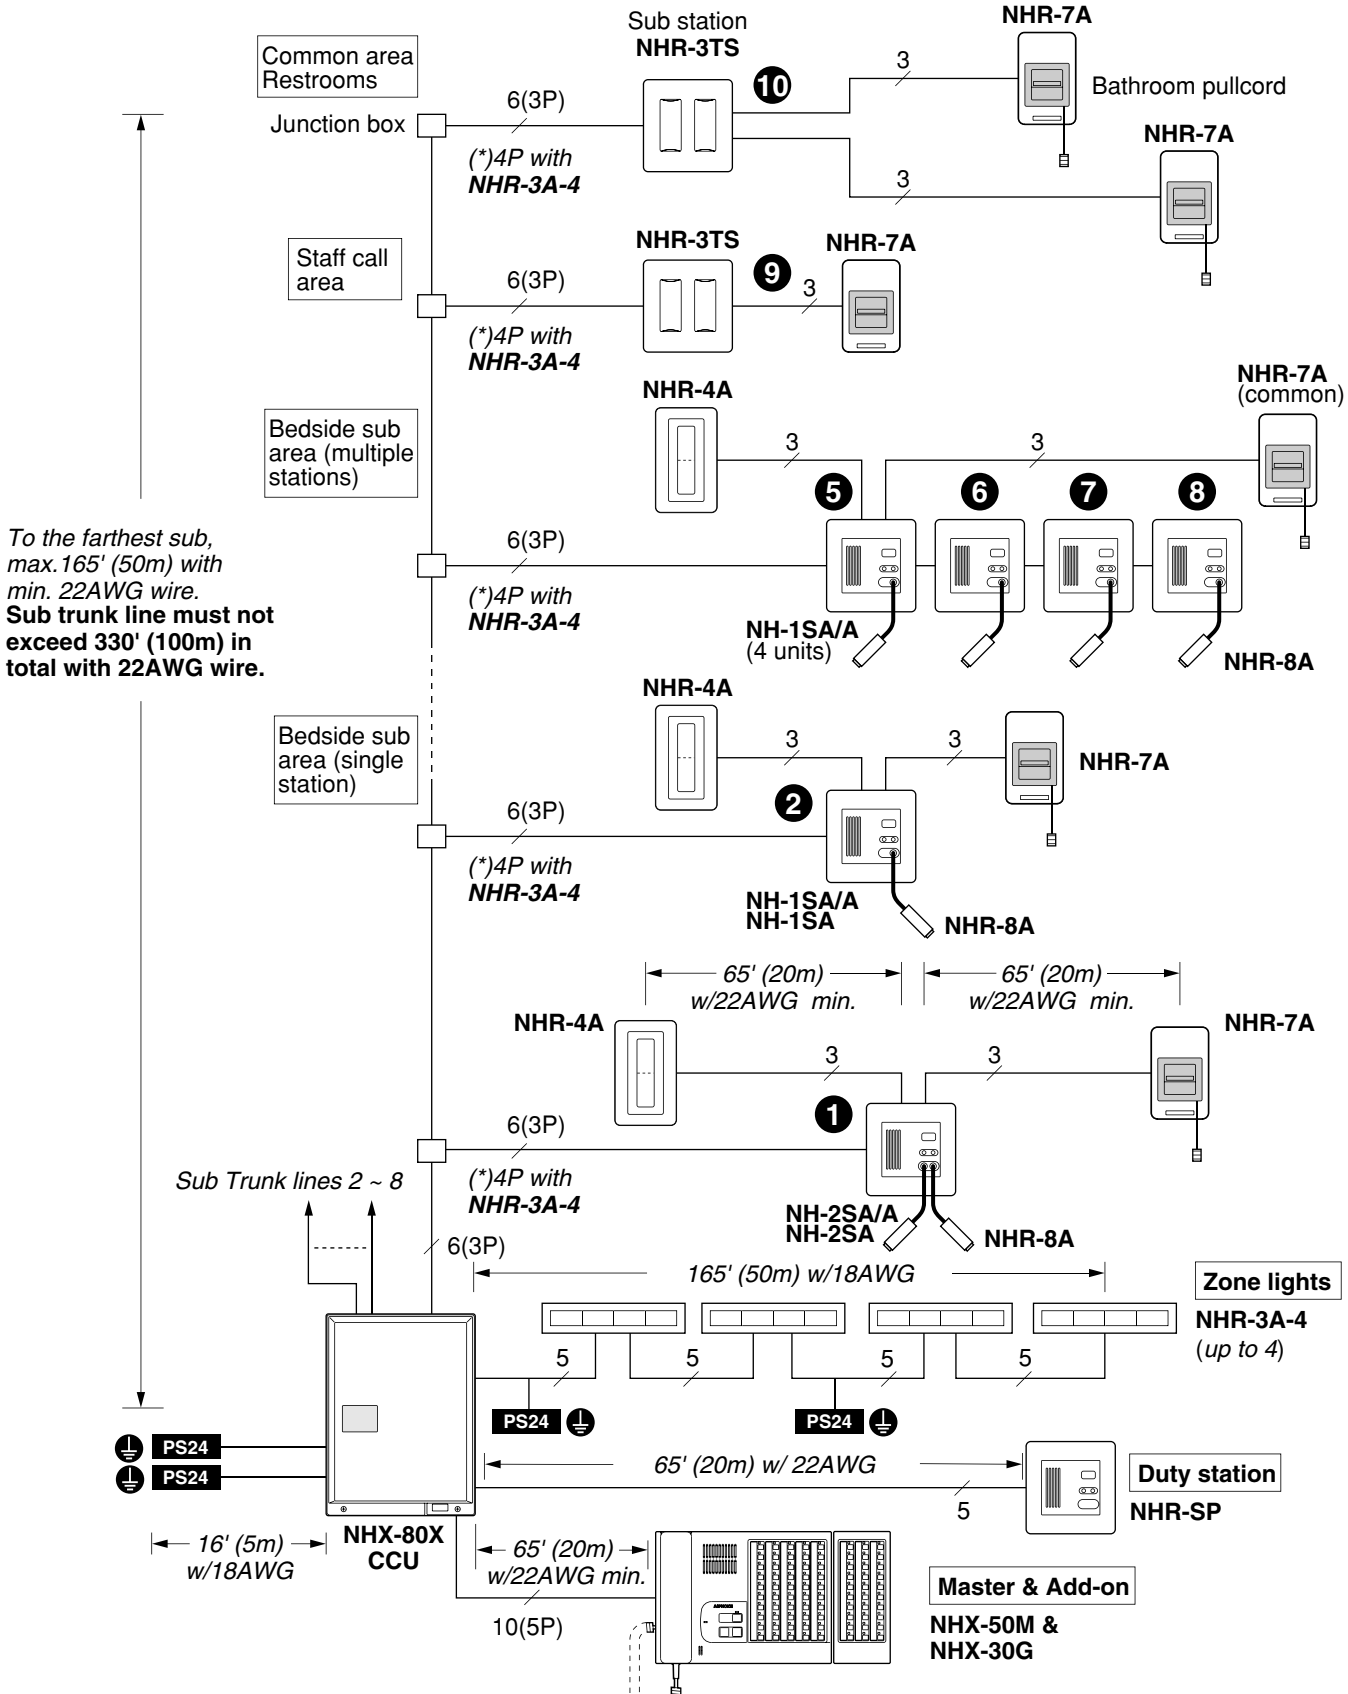 Common area
Restrooms
Sub station
NHR-3TS
NHR-7A
10
3
Bathroom pullcord
Junction box
6(3P)
NHR-7A
(*)4P with
NHR-3A-4
3
Staff call
area
NHR-3TS
NHR-7A
6(3P)
9
3
(*)4P with
NHR-3A-4
NHR-4A
NHR-7A
(common)
Bedside sub
area (multiple
stations)
3
3
5
6
7
8
To the farthest sub,
max.165' (50m) with
min. 22AWG wire.
Sub trunk line must not
exceed 330' (100m) in
total with 22AWG wire.
6(3P)
(*)4P with
NHR-3A-4
NH-1SA/A
(4 units)
NHR-8A
NHR-4A
Bedside sub
area (single
station)
3
3
NHR-7A
2
6(3P)
(*)4P with
NHR-3A-4
NH-1SA/A
NH-1SA
NHR-8A
65' (20m)
w/22AWG min.
65' (20m)
w/22AWG min.
NHR-4A
NHR-7A
3
3
1
6(3P)
(*)4P with
NHR-3A-4
Sub Trunk lines 2 ~ 8
NH-2SA/A
NH-2SA
NHR-8A
6(3P)
165' (50m) w/18AWG
Zone lights
NHR-3A-4
(up to 4)
5
5
5
5
PS24
PS24
PS24
PS24
65' (20m) w/ 22AWG
5
Duty station
NHR-SP
16' (5m)
w/18AWG
NHX-80X
CCU
65' (20m)
w/22AWG min.
10(5P)
AIPHONE
Master & Add-on
NHX-50M &
NHX-30G